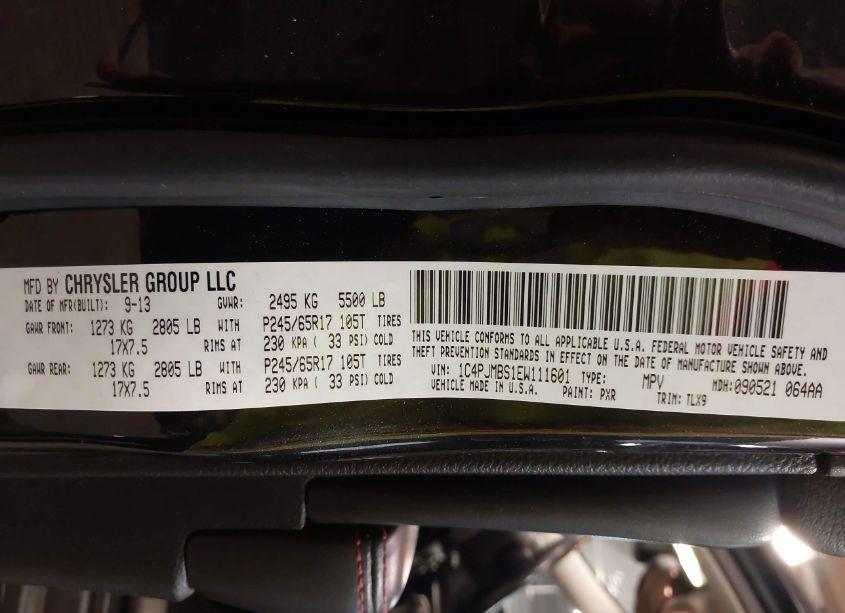 MFD BY CHRYSLER GROUP LLC
DATE OF MFR(BUILT): 9-13 GVWR: 2495 KG 5500 LB
GAWR FRONT: 1273 KG 2805 LB WITH P245/65R17 105T TIRES
17X7.5 RIMS AT 230 KPA ( 33 PSI) COLD
GAWR REAR: 1273 KG 2805 LB WITH P245/65R17 105T TIRES
17X7.5 RIMS AT 230 KPA ( 33 PSI) COLD
THIS VEHICLE CONFORMS TO ALL APPLICABLE U.S.A. FEDERAL MOTOR VEHICLE SAFETY AND
THEFT PREVENTION STANDARDS IN EFFECT ON THE DATE OF MANUFACTURE SHOWN ABOVE.
VIN: 1C4PJMBS1EW111601 TYPE: MPV MDH:090521 064AA
VEHICLE MADE IN U.S.A. PAINT: PXR TRIM: TLX9